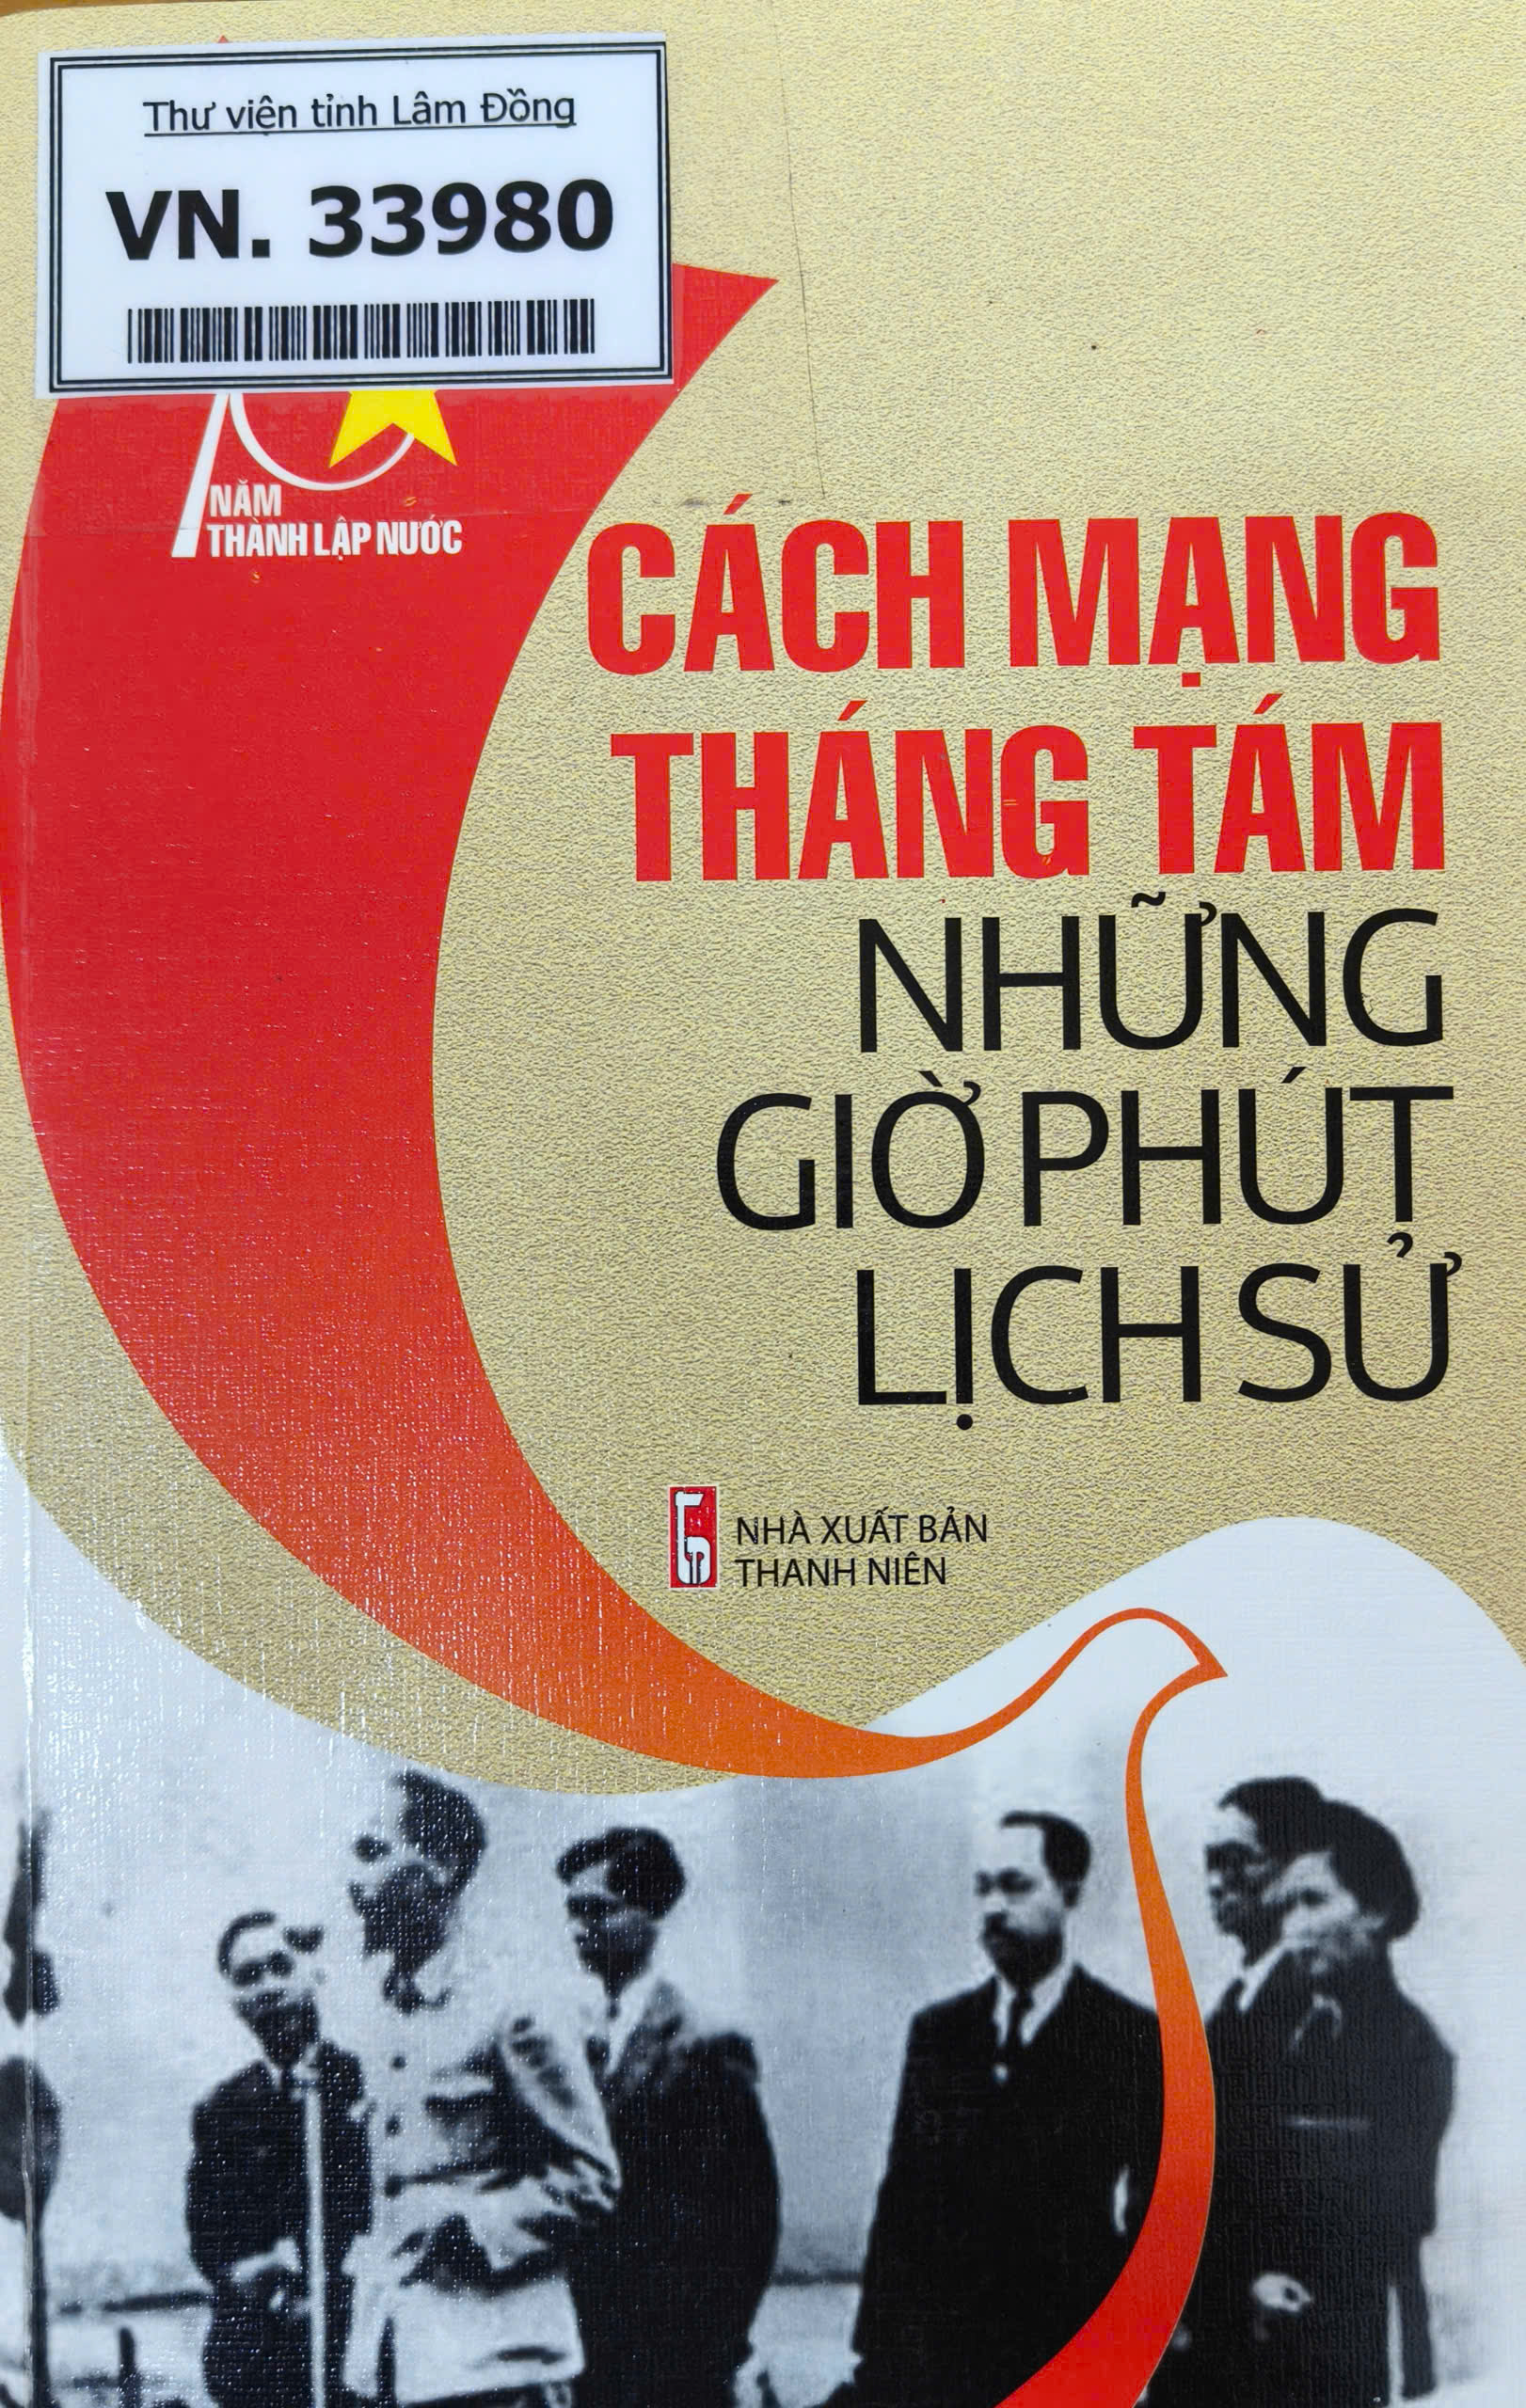 Thư viện tỉnh Lâm Đồng
VN. 33980
NĂM
THÀNH LẬP NƯỚC
CÁCH MẠNG
THÁNG TÁM
NHỮNG
GIỜ PHÚT
LỊCH SỬ
NHÀ XUẤT BẢN
THANH NIÊN